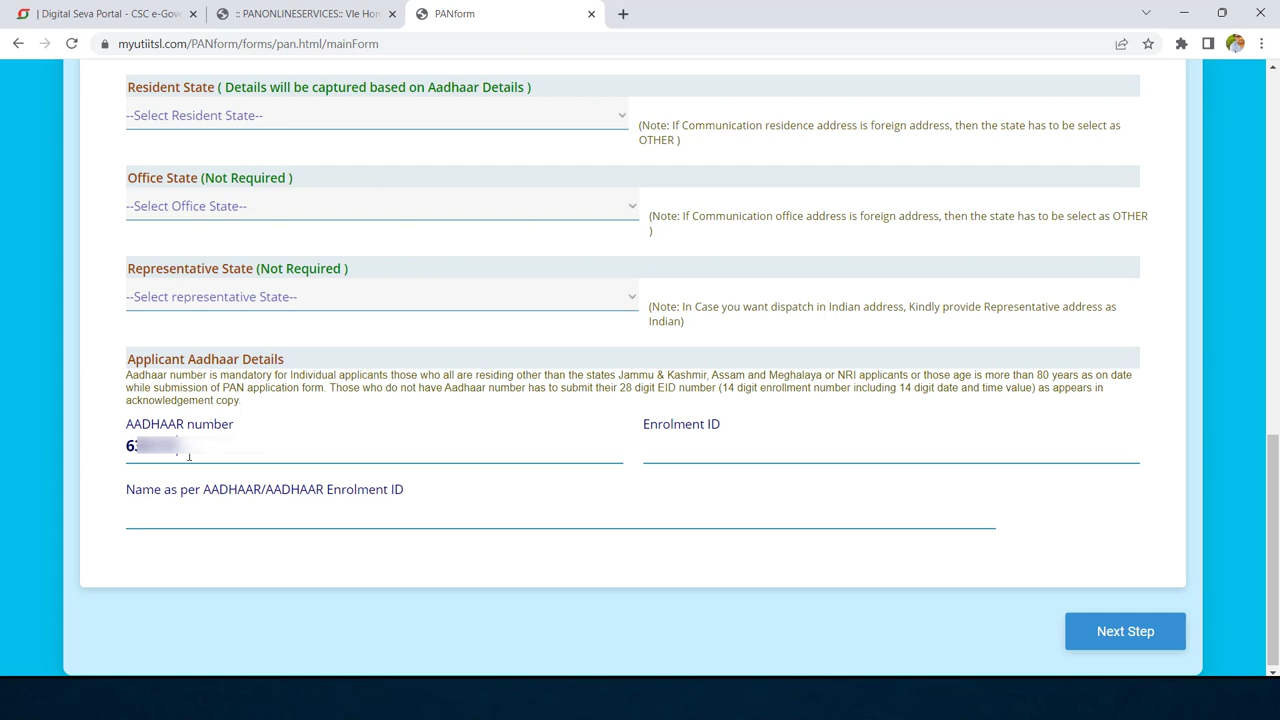 | Digital Seva Portal - CSC e-Gov
:: PANONLINESERVICES:: Vle Hon
PANform
myutiitsl.com/PANform/forms/pan.html/mainForm
Resident State ( Details will be captured based on Aadhaar Details )
--Select Resident State--
(Note: If Communication residence address is foreign address, then the state has to be select as
OTHER )
Office State (Not Required )
--Select Office State--
(Note: If Communication office address is foreign address, then the state has to be select as OTHER
)
Representative State (Not Required )
--Select representative State--
(Note: In Case you want dispatch in Indian address, Kindly provide Representative address as
Indian)
Applicant Aadhaar Details
Aadhaar number is mandatory for Individual applicants those who all are residing other than the states Jammu & Kashmir, Assam and Meghalaya or NRI applicants or those age is more than 80 years as on date
while submission of PAN application form. Those who do not have Aadhaar number has to submit their 28 digit EID number (14 digit enrollment number including 14 digit date and time value) as appears in
acknowledgement copy.
AADHAAR number
Enrolment ID
Name as per AADHAAR/AADHAAR Enrolment ID
Next Step